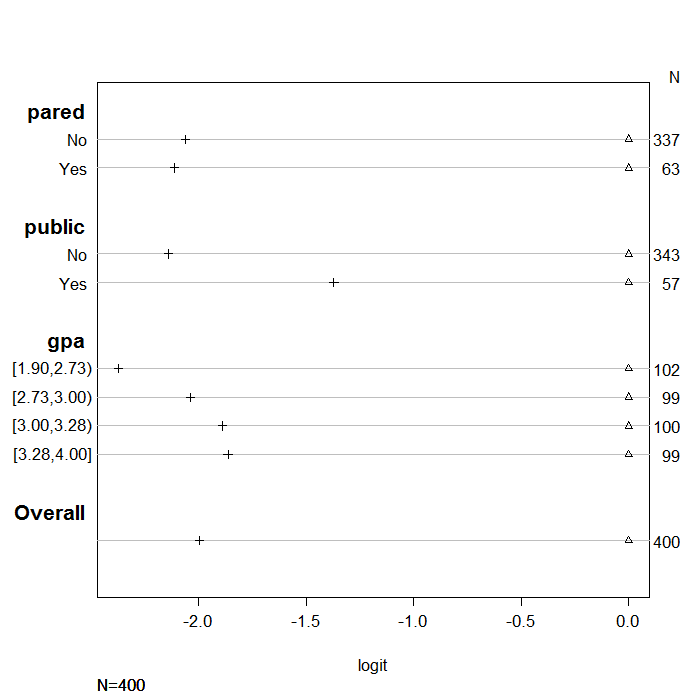 N
pared
No 337
Yes 63
public
No 343
Yes 57
gpa
[1.90,2.73) 102
[2.73,3.00) 99
[3.00,3.28) 100
[3.28,4.00] 99
Overall
400
-2.0 -1.5 -1.0 -0.5 0.0
logit
N=400